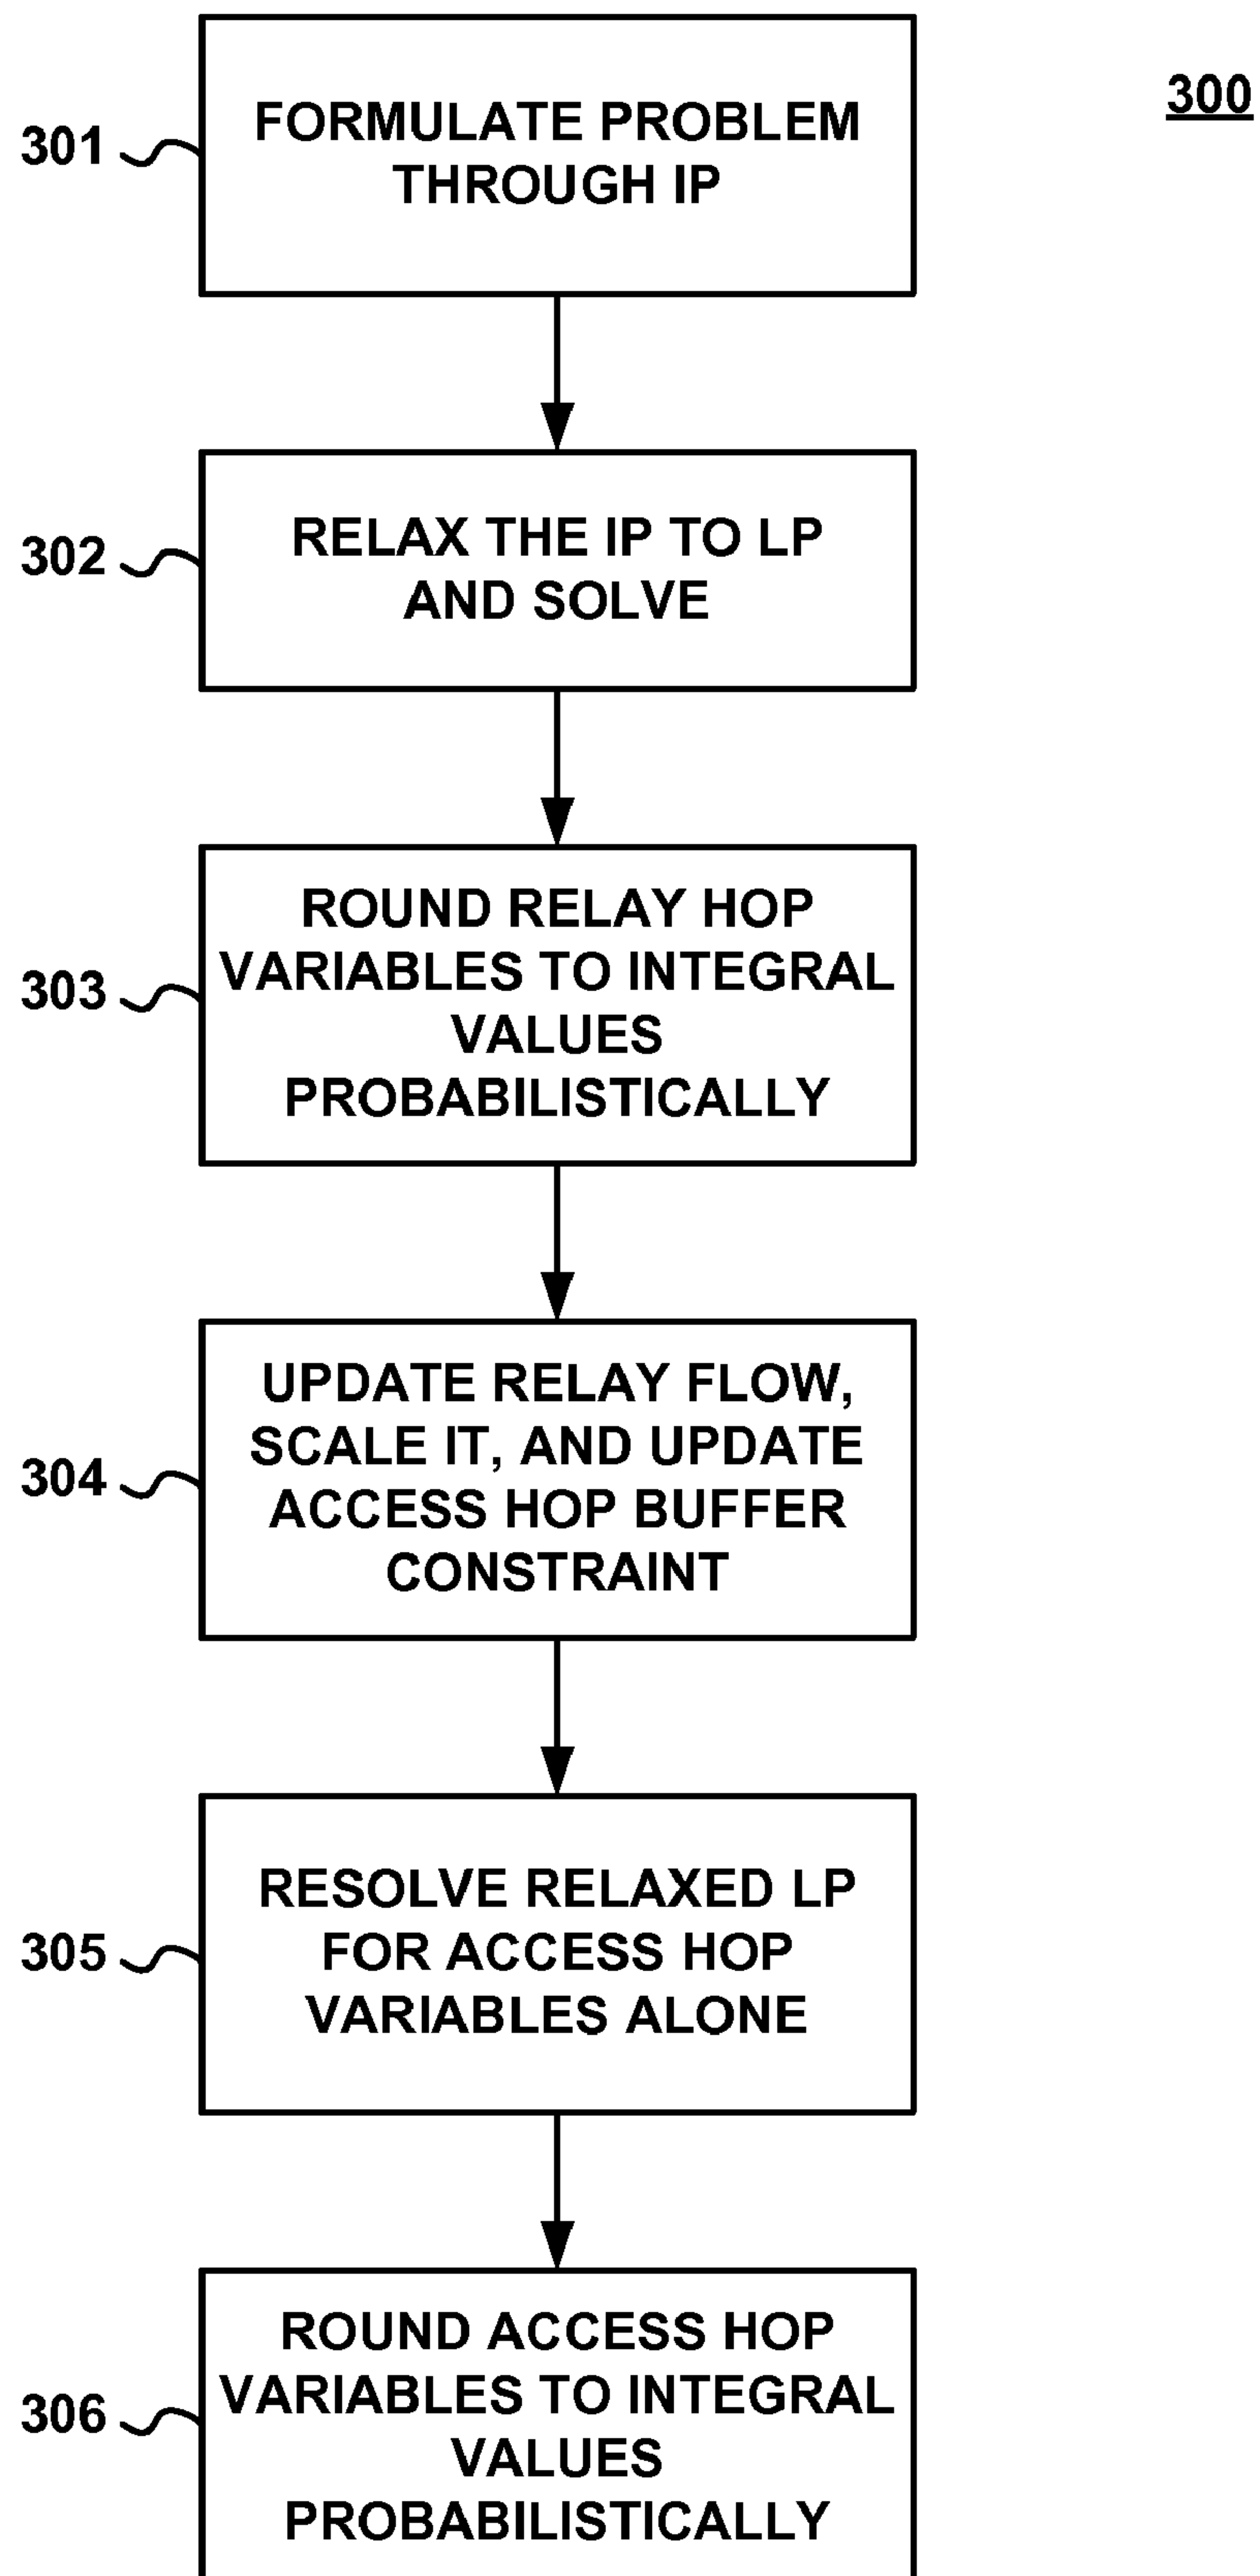 300
301
FORMULATE PROBLEM
THROUGH IP
302
RELAX THE IP TO LP
AND SOLVE
303
ROUND RELAY HOP
VARIABLES TO INTEGRAL
VALUES
PROBABILISTICALLY
304
UPDATE RELAY FLOW,
SCALE IT, AND UPDATE
ACCESS HOP BUFFER
CONSTRAINT
305
RESOLVE RELAXED LP
FOR ACCESS HOP
VARIABLES ALONE
306
ROUND ACCESS HOP
VARIABLES TO INTEGRAL
VALUES
PROBABILISTICALLY